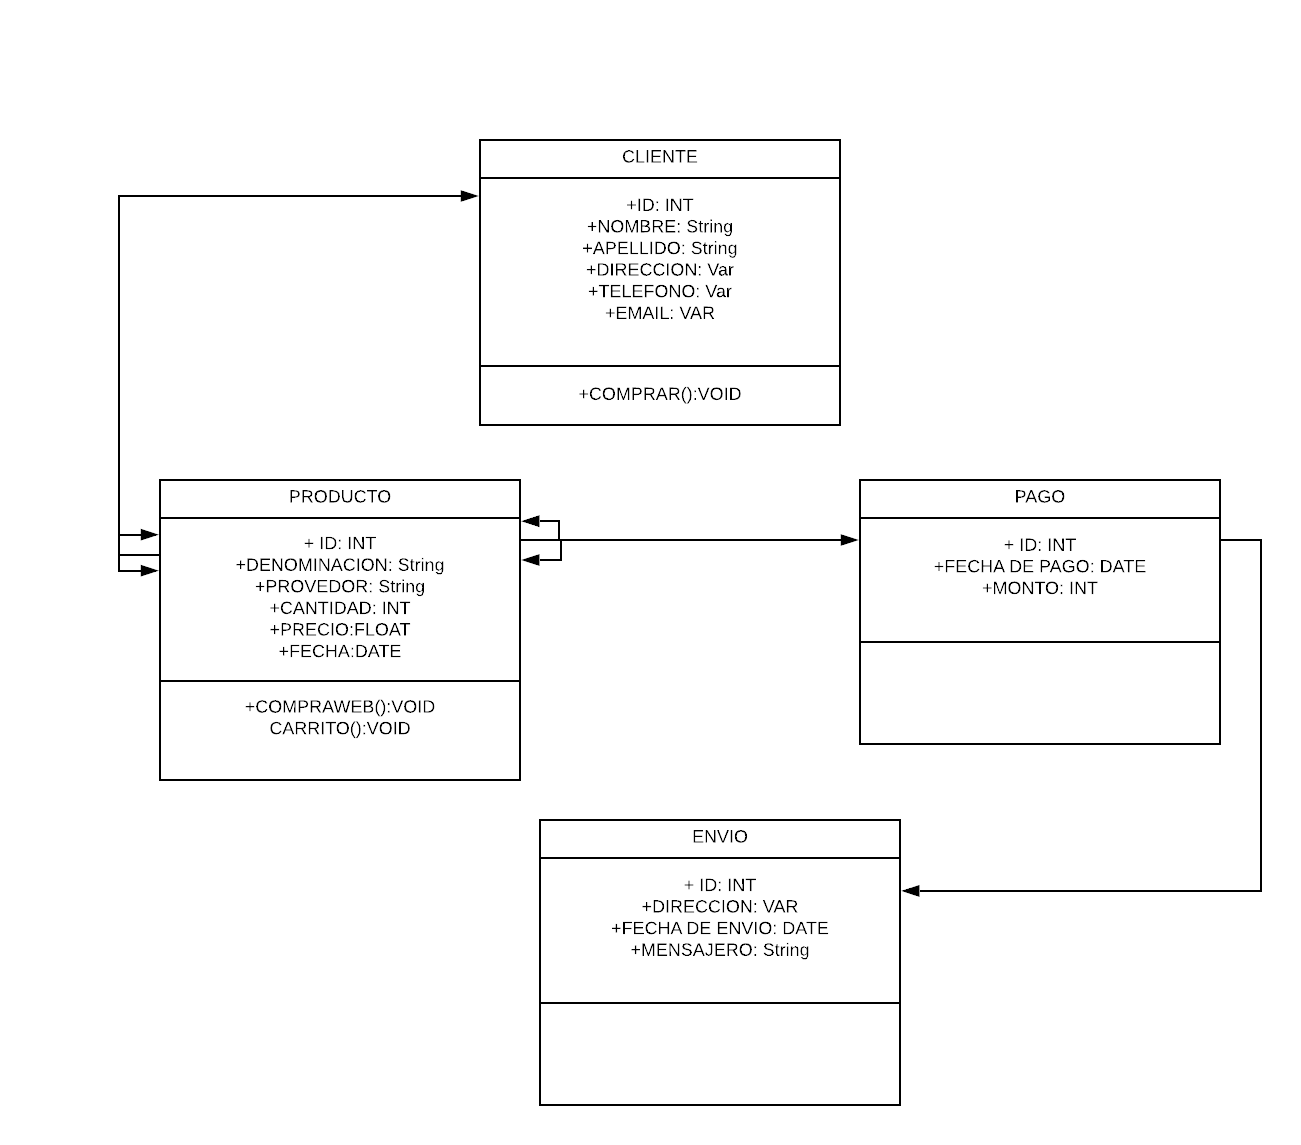 CLIENTE
+ID: INT
+NOMBRE: String
+APELLIDO: String
+DIRECCION: Var
+TELEFONO: Var
+EMAIL: VAR
+COMPRAR():VOID
PRODUCTO
+ ID: INT
+DENOMINACION: String
+PROVEDOR: String
+CANTIDAD: INT
+PRECIO:FLOAT
+FECHA:DATE
+COMPRAWEB():VOID
CARRITO():VOID
PAGO
+ ID: INT
+FECHA DE PAGO: DATE
+MONTO: INT
ENVIO
+ ID: INT
+DIRECCION: VAR
+FECHA DE ENVIO: DATE
+MENSAJERO: String